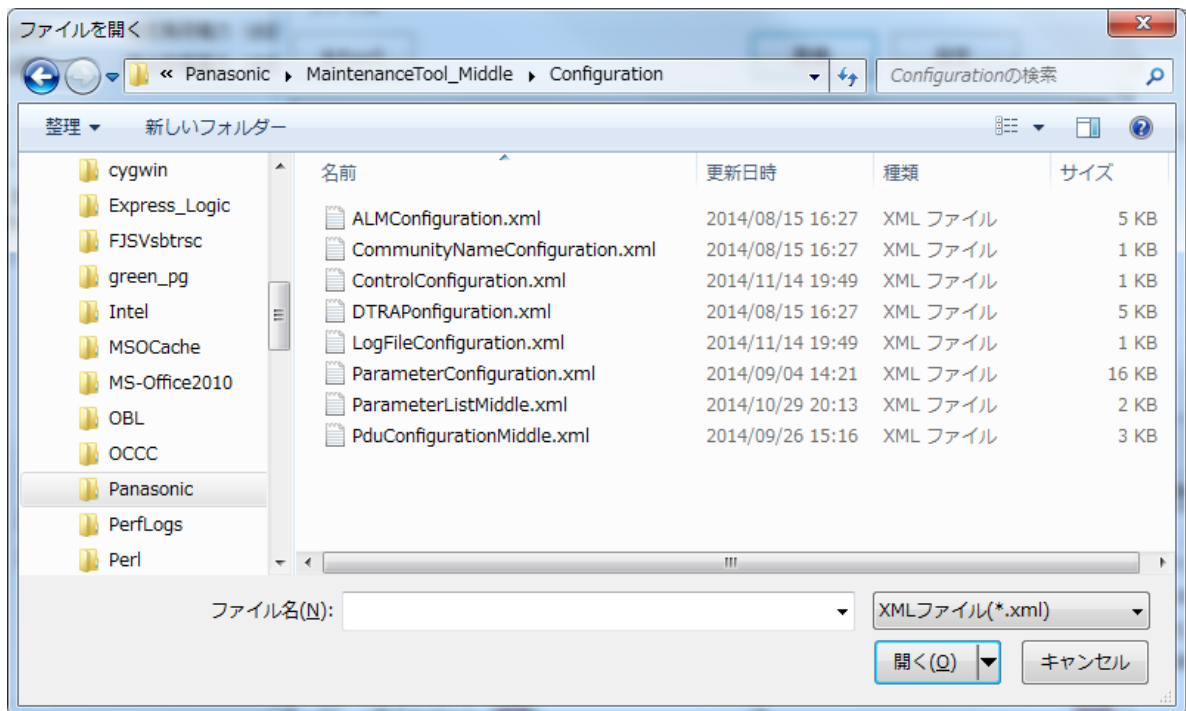 ファイルを開く
« Panasonic ▸ MaintenanceTool_Middle ▸ Configuration
Configurationの検索
整理 ▼ 新しいフォルダー
cygwin
Express_Logic
FJSVsbtrsc
green_pg
Intel
MSOCache
MS-Office2010
OBL
OCCC
Panasonic
PerfLogs
Perl
名前 更新日時 種類 サイズ
ALMConfiguration.xml 2014/08/15 16:27 XML ファイル 5 KB
CommunityNameConfiguration.xml 2014/08/15 16:27 XML ファイル 1 KB
ControlConfiguration.xml 2014/11/14 19:49 XML ファイル 1 KB
DTRAPonfiguration.xml 2014/08/15 16:27 XML ファイル 5 KB
LogFileConfiguration.xml 2014/11/14 19:49 XML ファイル 1 KB
ParameterConfiguration.xml 2014/09/04 14:21 XML ファイル 16 KB
ParameterListMiddle.xml 2014/10/29 20:13 XML ファイル 2 KB
PduConfigurationMiddle.xml 2014/09/26 15:16 XML ファイル 3 KB
ファイル名(N): XMLファイル(*.xml)
開く(O) キャンセル